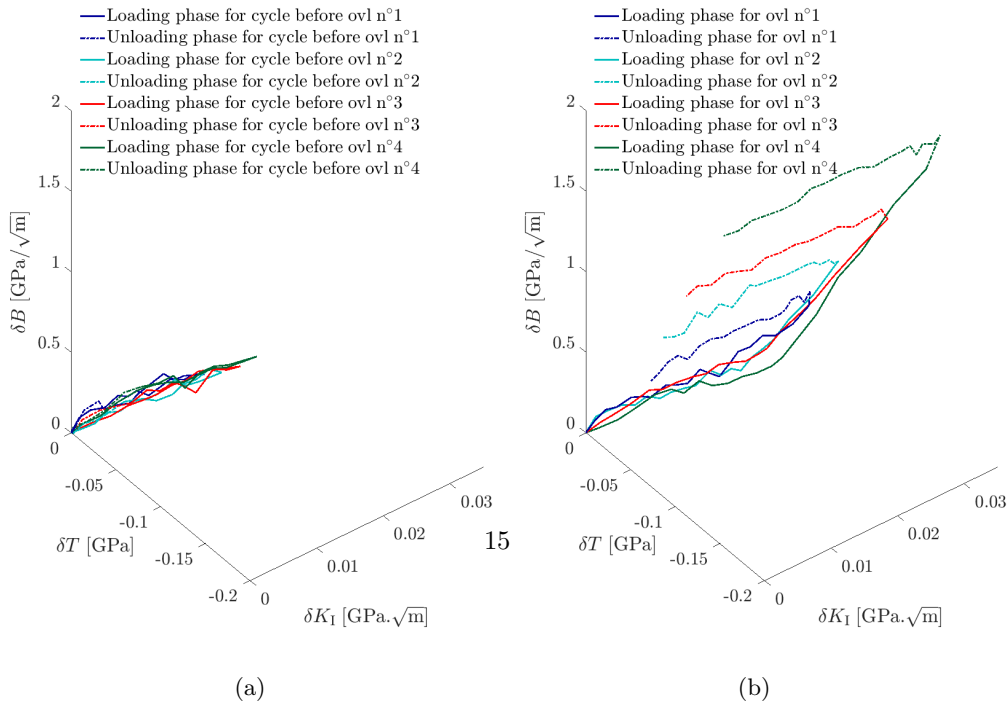 Loading phase for cycle before ovl n°1
Unloading phase for cycle before ovl n°1
Loading phase for cycle before ovl n°2
Unloading phase for cycle before ovl n°2
Loading phase for cycle before ovl n°3
Unloading phase for cycle before ovl n°3
Loading phase for cycle before ovl n°4
Unloading phase for cycle before ovl n°4
2
1.5
1
0.5
0
δB [GPa/√m]
0
-0.05
-0.1
-0.15
-0.2
δT [GPa]
0
0.01
0.02
0.03
δK_I [GPa.√m]
(a)
15
Loading phase for ovl n°1
Unloading phase for ovl n°1
Loading phase for ovl n°2
Unloading phase for ovl n°2
Loading phase for ovl n°3
Unloading phase for ovl n°3
Loading phase for ovl n°4
Unloading phase for ovl n°4
2
1.5
1
0.5
0
δB [GPa/√m]
0
-0.05
-0.1
-0.15
-0.2
δT [GPa]
0
0.01
0.02
0.03
δK_I [GPa.√m]
(b)